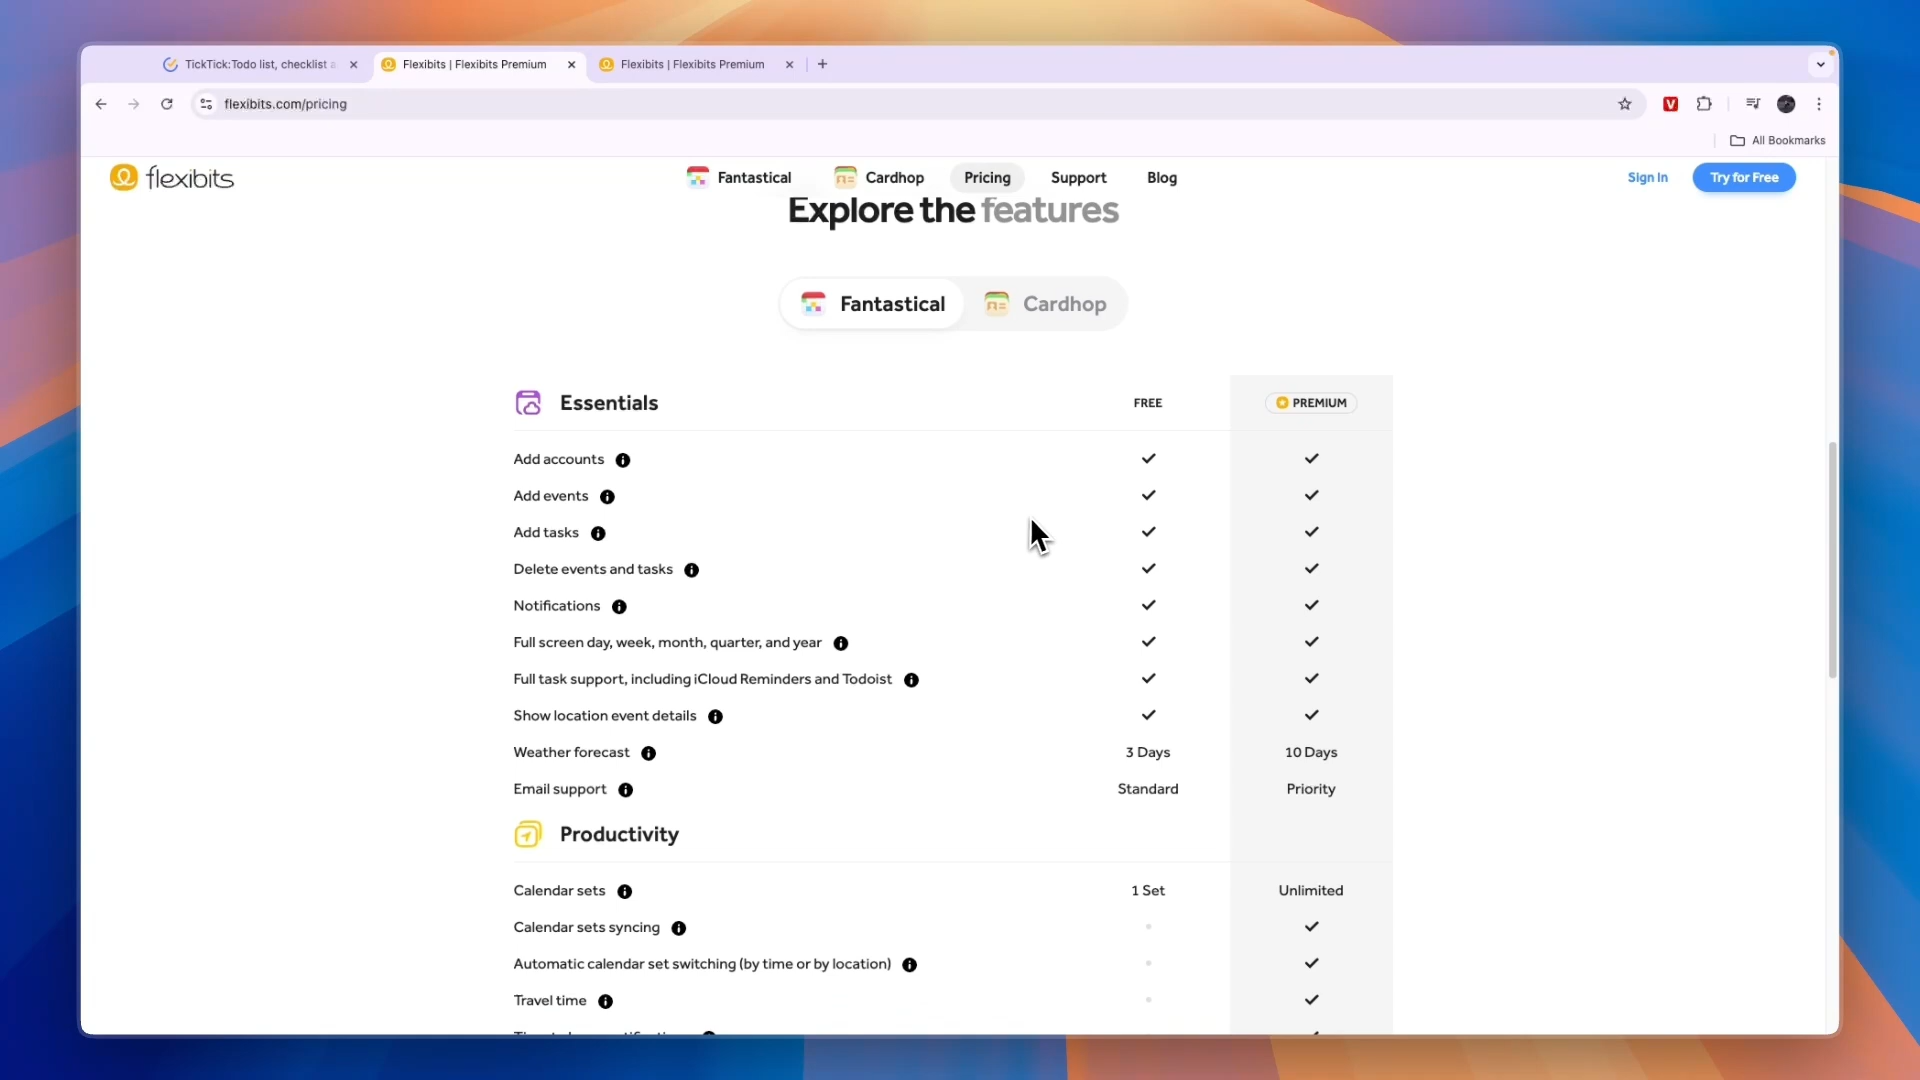 TickTick:Todo list, checklist
Flexibits | Flexibits Premium
Flexibits | Flexibits Premium
flexibits.com/pricing
V
All Bookmarks
flexibits
Fantastical
Cardhop
Pricing
Support
Blog
Sign In
Try for Free
Explore the features
Fantastical
Cardhop
Essentials
FREE
PREMIUM
Add accounts
Add events
Add tasks
Delete events and tasks
Notifications
Full screen day, week, month, quarter, and year
Full task support, including iCloud Reminders and Todoist
Show location event details
Weather forecast
3 Days
10 Days
Email support
Standard
Priority
Productivity
Calendar sets
1 Set
Unlimited
Calendar sets syncing
Automatic calendar set switching (by time or by location)
Travel time